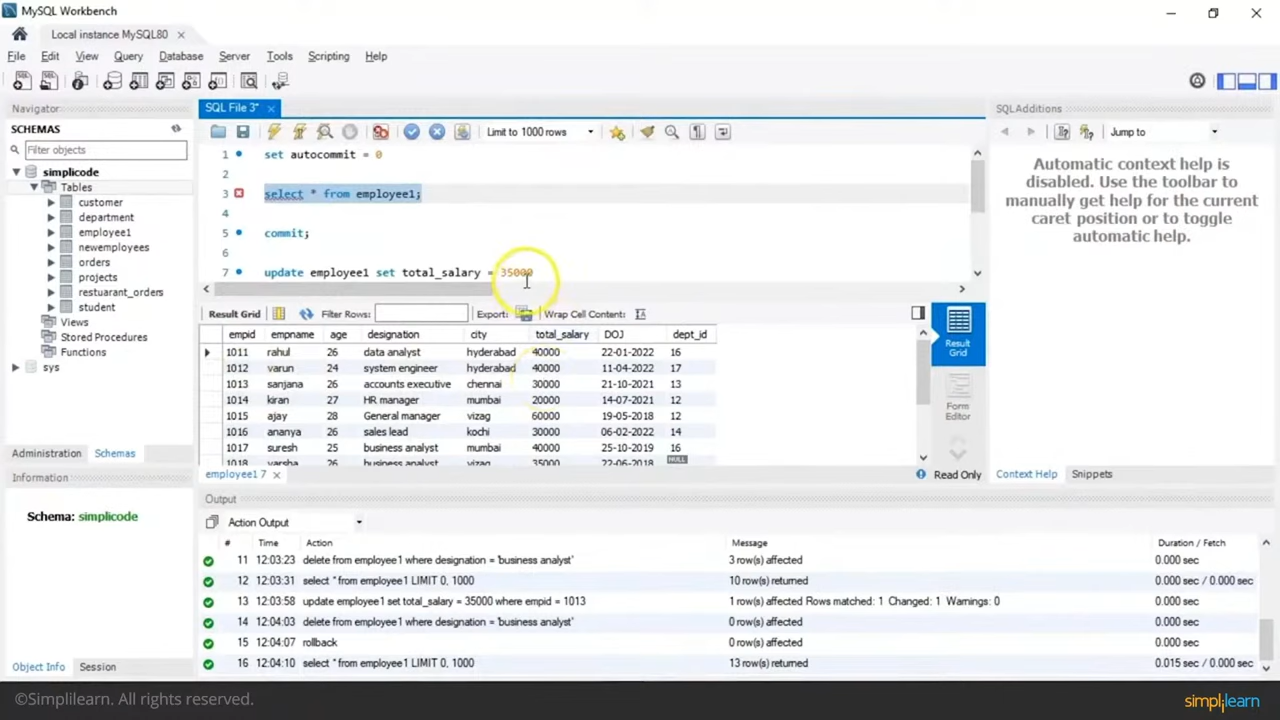 MySQL Workbench
Local instance MySQL80
File Edit View Query Database Server Tools Scripting Help
Navigator
SCHEMAS
Filter objects
simplicode
Tables
customer
department
employee1
newemployees
orders
projects
restuarant_orders
student
Views
Stored Procedures
Functions
sys
Administration Schemas
Information
Schema: simplicode
Object Info Session
SQL File 3*
Limit to 1000 rows
1 set autocommit = 0
2
3 select * from employee1;
4
5 commit;
6
7 update employee1 set total_salary = 35000
Result Grid Filter Rows: Export: Wrap Cell Content:
empid empname age designation city total_salary DOJ dept_id
1011 rahul 26 data analyst hyderabad 40000 22-01-2022 16
1012 varun 24 system engineer hyderabad 40000 11-04-2022 17
1013 sanjana 26 accounts executive chennai 30000 21-10-2021 13
1014 kiran 27 HR manager mumbai 20000 14-07-2021 12
1015 ajay 28 General manager vizag 60000 19-05-2018 12
1016 ananya 26 sales lead kochi 30000 06-02-2022 14
1017 suresh 25 business analyst mumbai 40000 25-10-2019 16
1018 varsha 26 business analyst vizag 35000 22-06-2018 NULL
Result
Grid
Form
Editor
employee1 7
Read Only
SQLAdditions
Jump to
Automatic context help is
disabled. Use the toolbar to
manually get help for the current
caret position or to toggle
automatic help.
Context Help Snippets
Output
Action Output
# Time Action Message Duration / Fetch
11 12:03:23 delete from employee1 where designation = 'business analyst' 3 row(s) affected 0.000 sec
12 12:03:31 select * from employee1 LIMIT 0, 1000 10 row(s) returned 0.000 sec / 0.000 sec
13 12:03:58 update employee1 set total_salary = 35000 where empid = 1013 1 row(s) affected Rows matched: 1 Changed: 1 Warnings: 0 0.000 sec
14 12:04:03 delete from employee1 where designation = 'business analyst' 0 row(s) affected 0.000 sec
15 12:04:07 rollback 0 row(s) affected 0.000 sec
16 12:04:10 select * from employee1 LIMIT 0, 1000 13 row(s) returned 0.015 sec / 0.000 sec
©Simplilearn. All rights reserved.
simplilearn